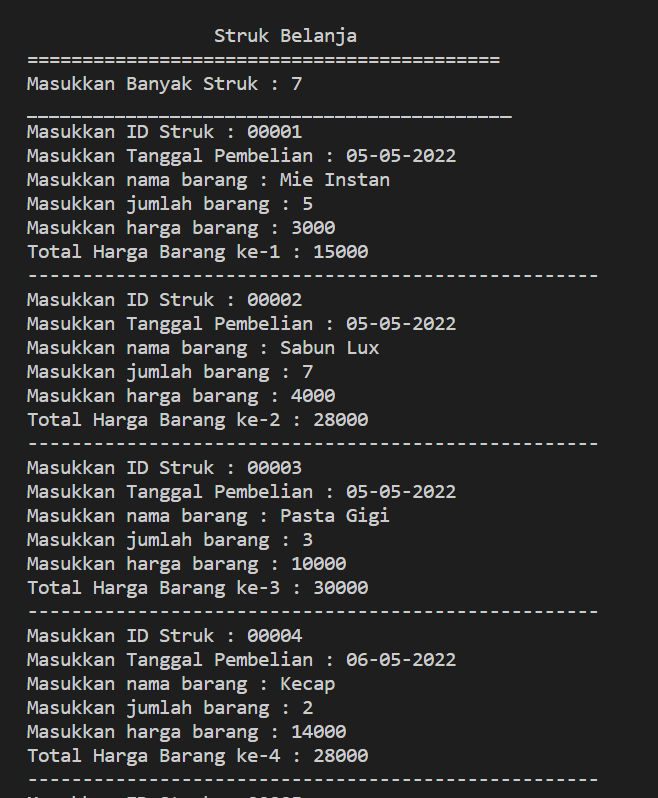 Struk Belanja
===========================================
Masukkan Banyak Struk : 7
____________________________________________
Masukkan ID Struk : 00001
Masukkan Tanggal Pembelian : 05-05-2022
Masukkan nama barang : Mie Instan
Masukkan jumlah barang : 5
Masukkan harga barang : 3000
Total Harga Barang ke-1 : 15000
----------------------------------------------------
Masukkan ID Struk : 00002
Masukkan Tanggal Pembelian : 05-05-2022
Masukkan nama barang : Sabun Lux
Masukkan jumlah barang : 7
Masukkan harga barang : 4000
Total Harga Barang ke-2 : 28000
----------------------------------------------------
Masukkan ID Struk : 00003
Masukkan Tanggal Pembelian : 05-05-2022
Masukkan nama barang : Pasta Gigi
Masukkan jumlah barang : 3
Masukkan harga barang : 10000
Total Harga Barang ke-3 : 30000
----------------------------------------------------
Masukkan ID Struk : 00004
Masukkan Tanggal Pembelian : 06-05-2022
Masukkan nama barang : Kecap
Masukkan jumlah barang : 2
Masukkan harga barang : 14000
Total Harga Barang ke-4 : 28000
----------------------------------------------------